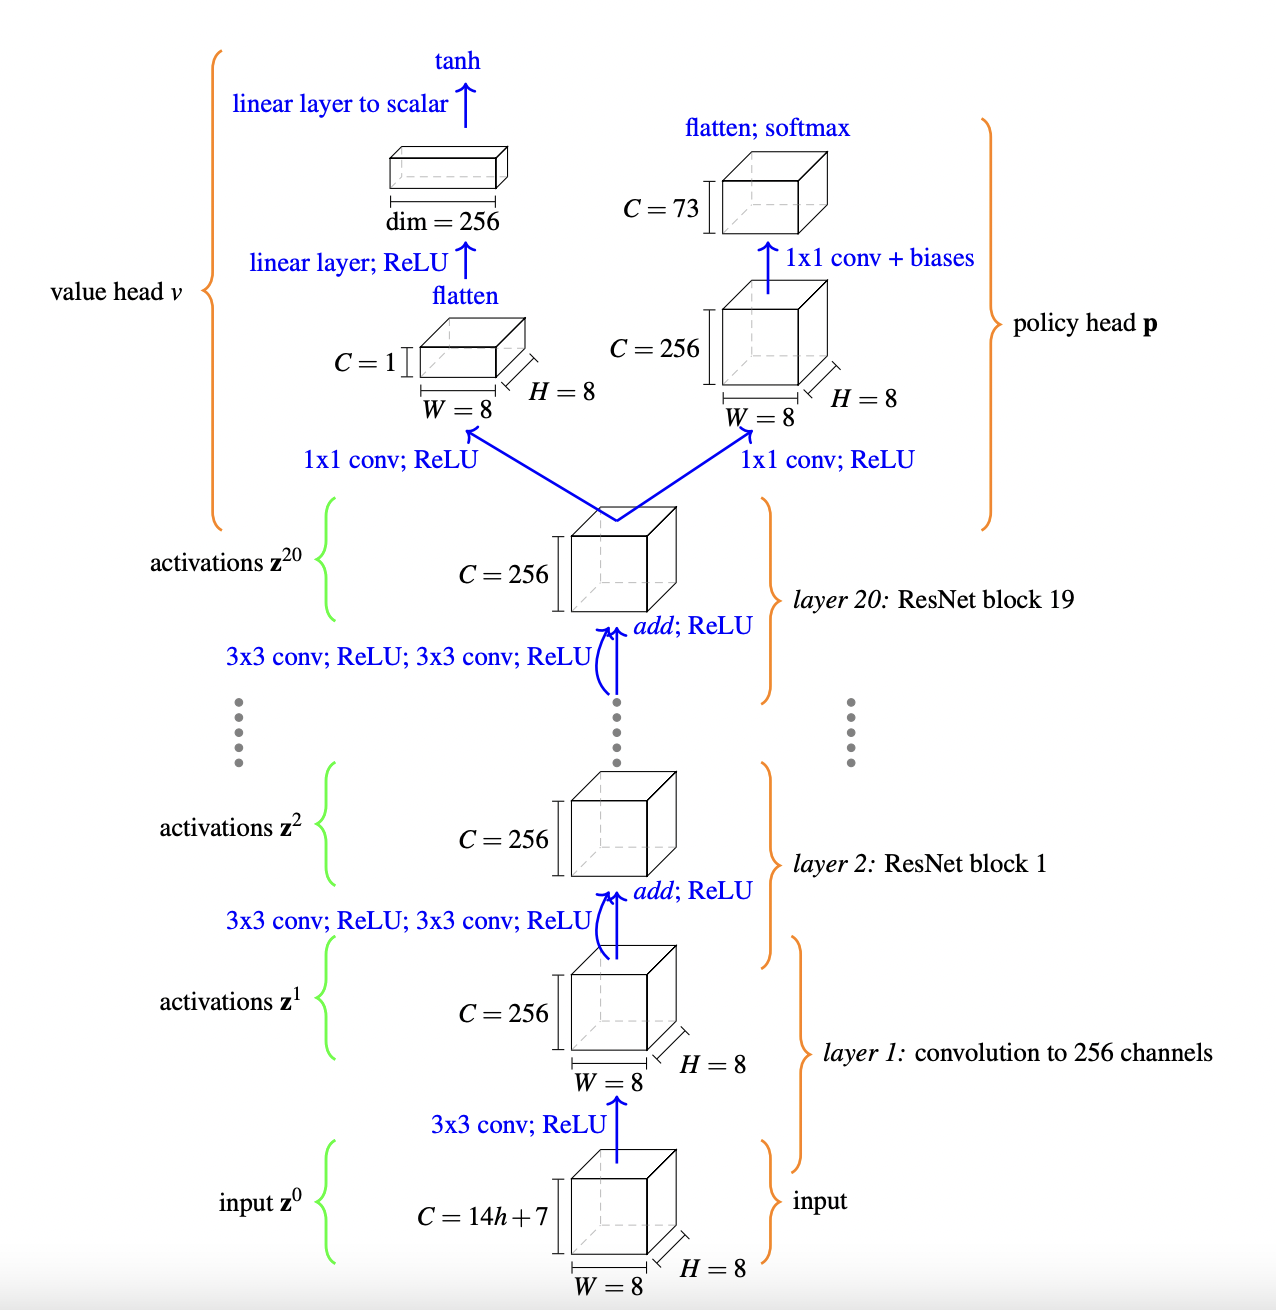 tanh
linear layer to scalar
flatten; softmax
C = 73
dim = 256
linear layer; ReLU
1x1 conv + biases
flatten
value head v
policy head p
C = 1
C = 256
H = 8
H = 8
W = 8
W = 8
1x1 conv; ReLU
1x1 conv; ReLU
activations z²⁰
C = 256
layer 20: ResNet block 19
add; ReLU
3x3 conv; ReLU; 3x3 conv; ReLU
activations z²
C = 256
layer 2: ResNet block 1
add; ReLU
3x3 conv; ReLU; 3x3 conv; ReLU
activations z¹
C = 256
layer 1: convolution to 256 channels
H = 8
W = 8
3x3 conv; ReLU
input z⁰
input
C = 14h + 7
H = 8
W = 8